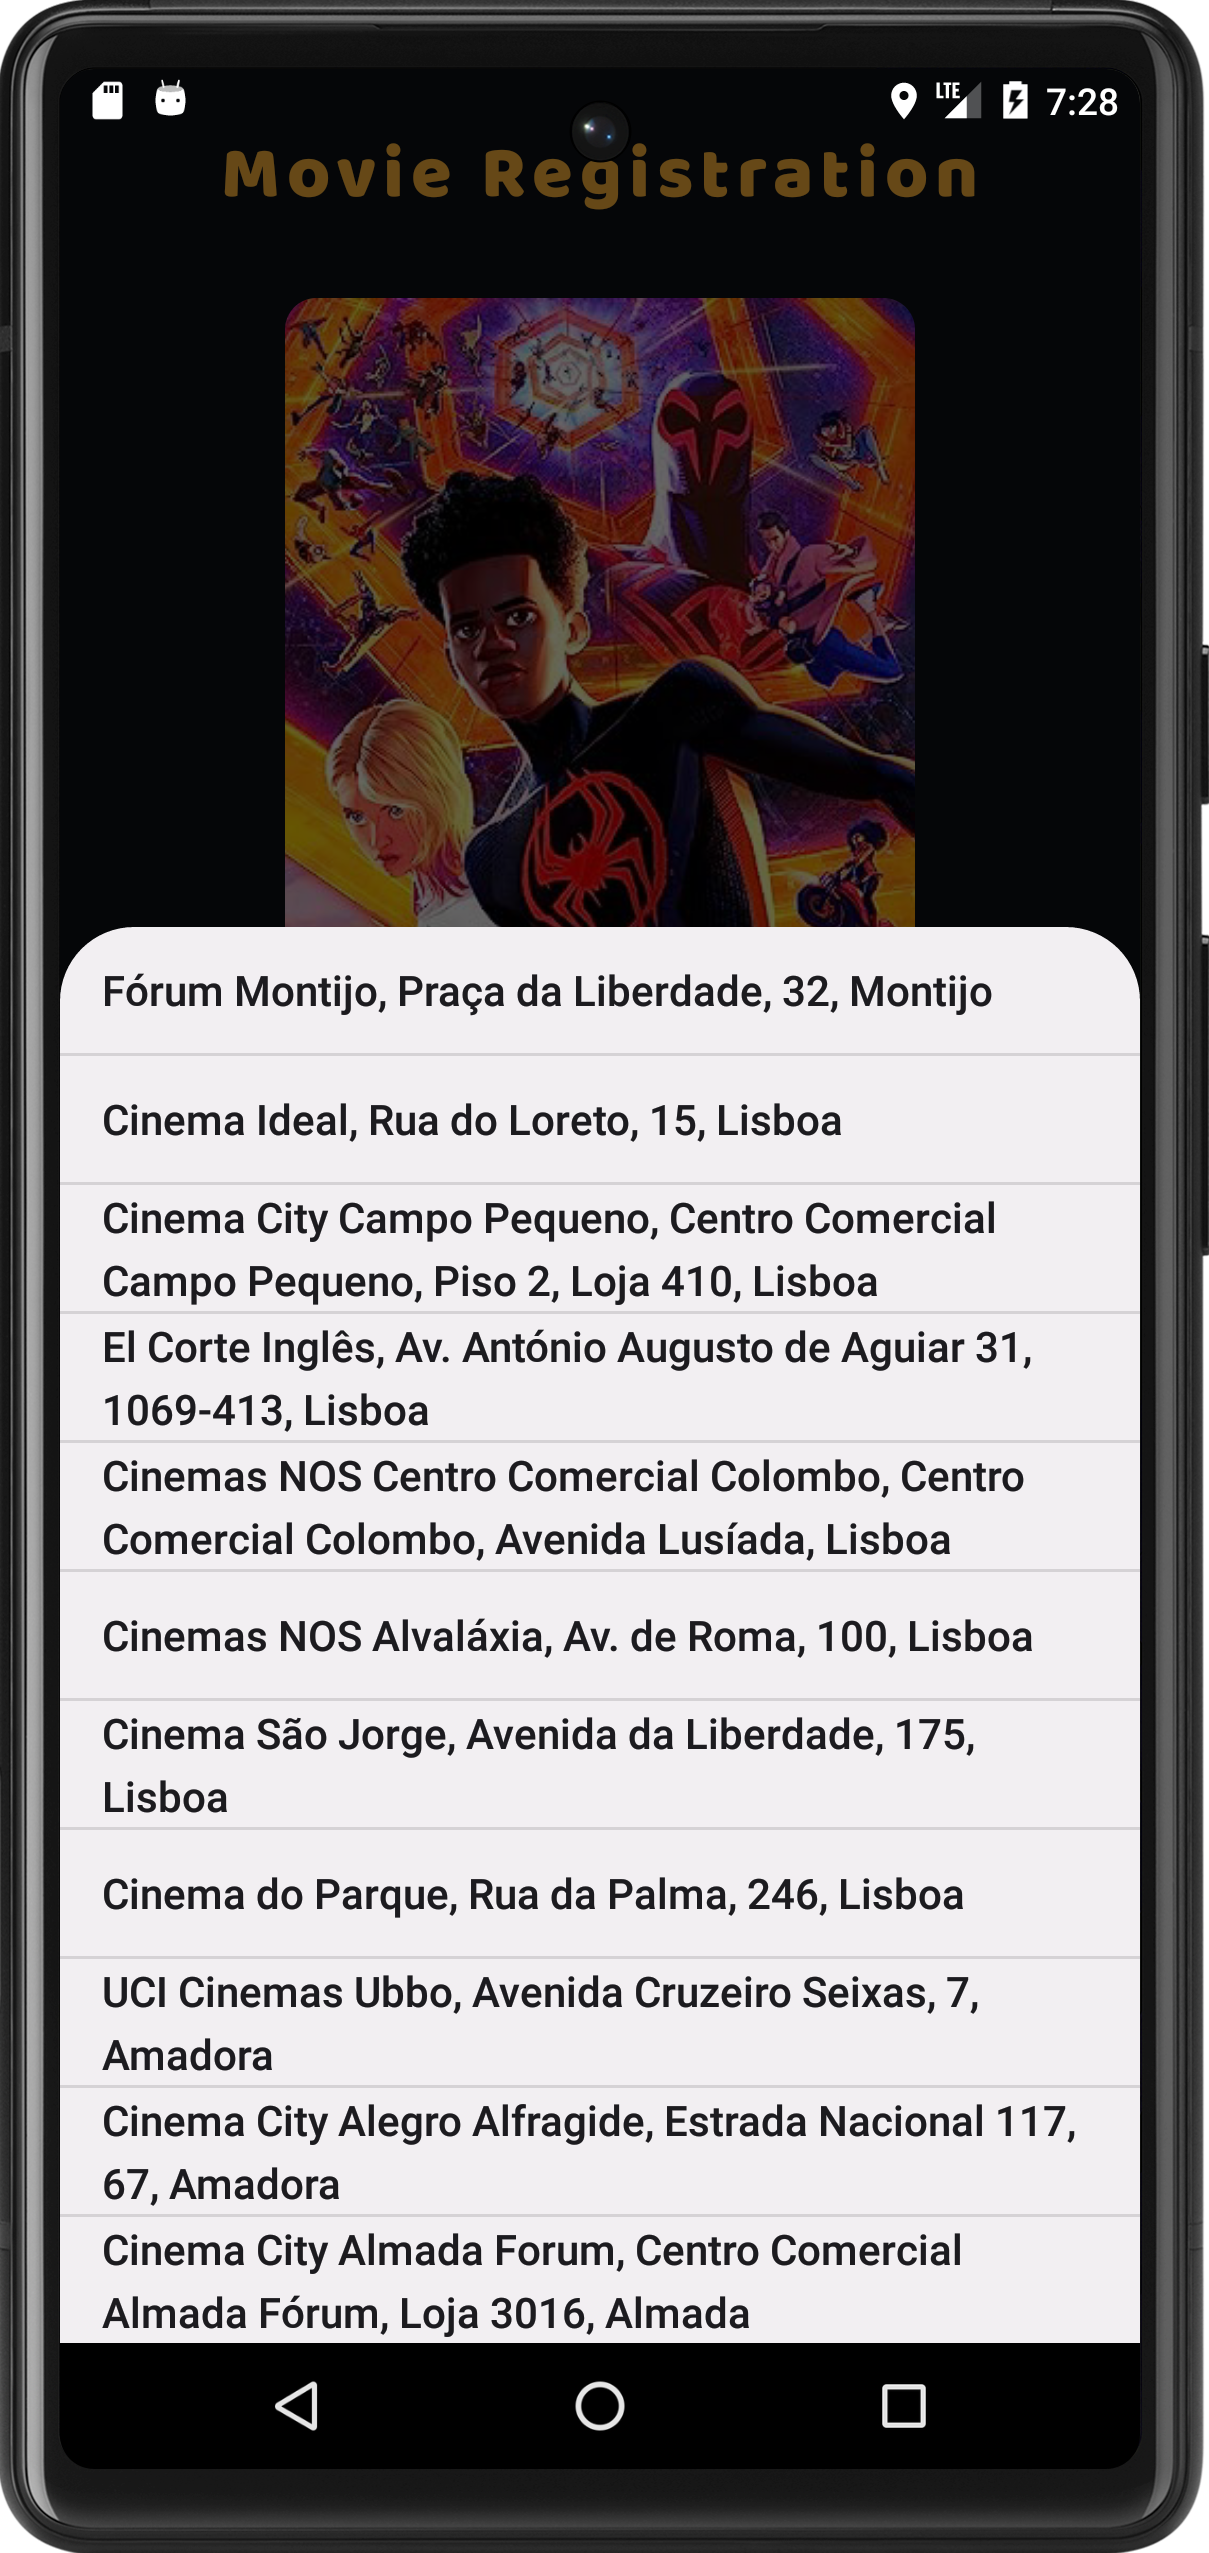 LTE 7:28
Movie Registration
Fórum Montijo, Praça da Liberdade, 32, Montijo
Cinema Ideal, Rua do Loreto, 15, Lisboa
Cinema City Campo Pequeno, Centro Comercial
Campo Pequeno, Piso 2, Loja 410, Lisboa
El Corte Inglês, Av. António Augusto de Aguiar 31,
1069-413, Lisboa
Cinemas NOS Centro Comercial Colombo, Centro
Comercial Colombo, Avenida Lusíada, Lisboa
Cinemas NOS Alvaláxia, Av. de Roma, 100, Lisboa
Cinema São Jorge, Avenida da Liberdade, 175,
Lisboa
Cinema do Parque, Rua da Palma, 246, Lisboa
UCI Cinemas Ubbo, Avenida Cruzeiro Seixas, 7,
Amadora
Cinema City Alegro Alfragide, Estrada Nacional 117,
67, Amadora
Cinema City Almada Forum, Centro Comercial
Almada Fórum, Loja 3016, Almada